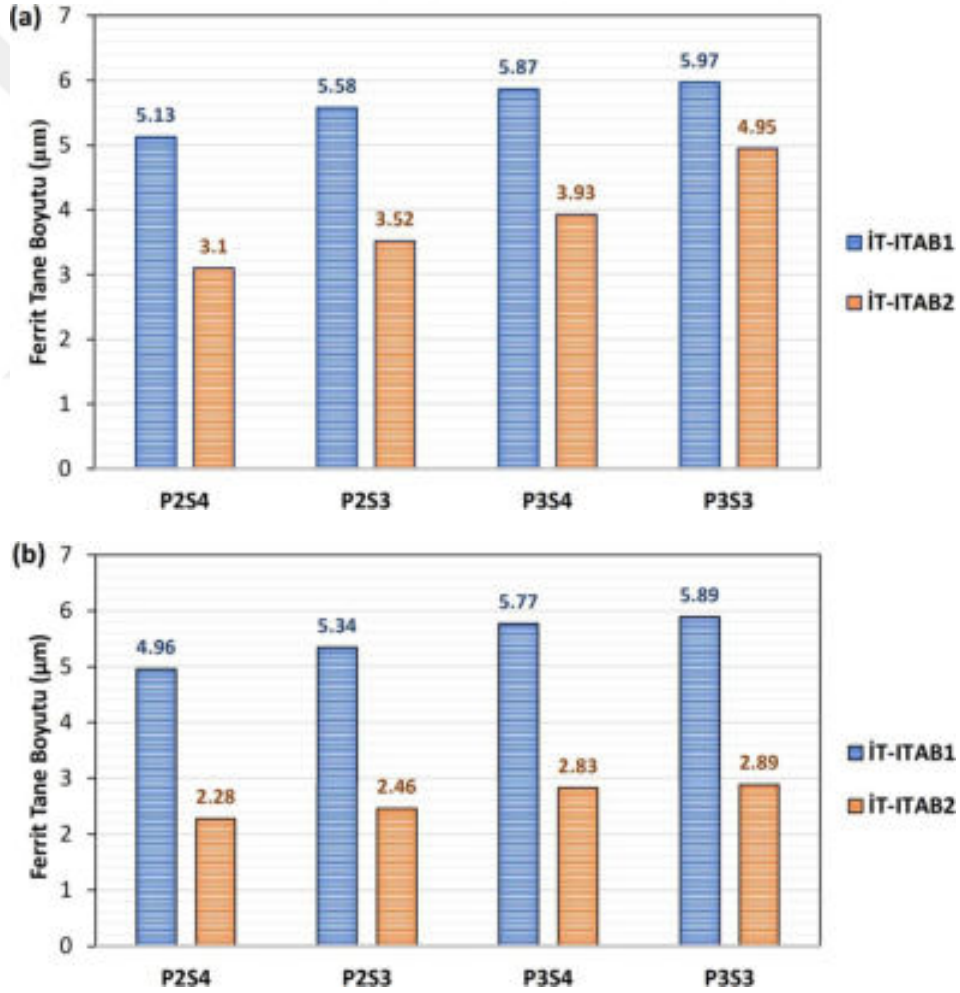 (a)
Ferrit Tane Boyutu (µm)
7
6
5
4
3
2
1
0
5.13
3.1
5.58
3.52
5.87
3.93
5.97
4.95
P2S4
P2S3
P3S4
P3S3
İT-ITAB1
İT-ITAB2
(b)
Ferrit Tane Boyutu (µm)
7
6
5
4
3
2
1
0
4.96
2.28
5.34
2.46
5.77
2.83
5.89
2.89
P2S4
P2S3
P3S4
P3S3
İT-ITAB1
İT-ITAB2